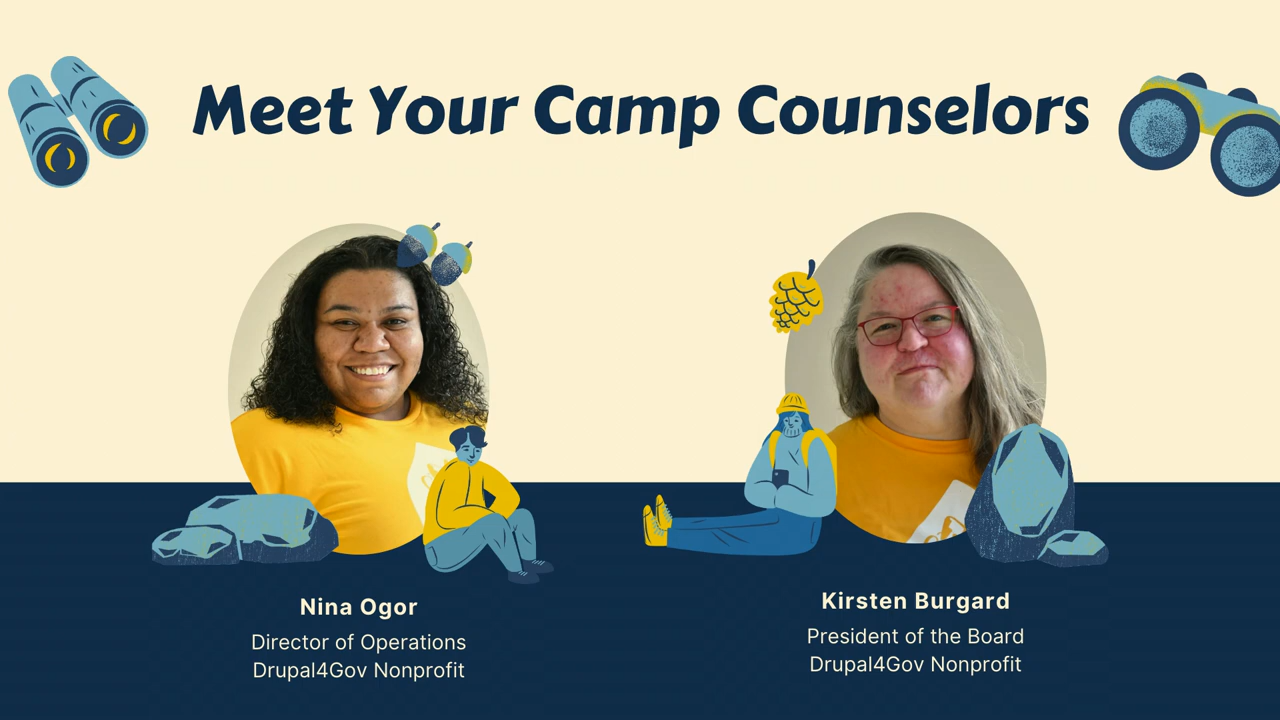 Meet Your Camp Counselors
Nina Ogor
Director of Operations
Drupal4Gov Nonprofit
Kirsten Burgard
President of the Board
Drupal4Gov Nonprofit